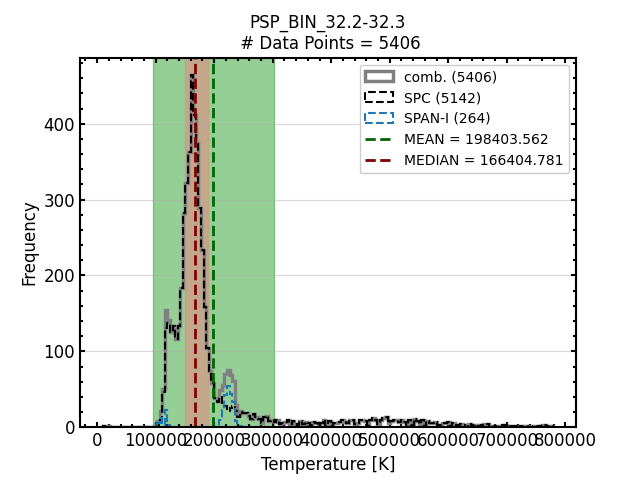 PSP_BIN_32.2-32.3
# Data Points = 5406
comb. (5406)
SPC (5142)
SPAN-I (264)
MEAN = 198403.562
MEDIAN = 166404.781
Frequency
400
300
200
100
0
0 100000 200000 300000 400000 500000 600000 700000 800000
Temperature [K]